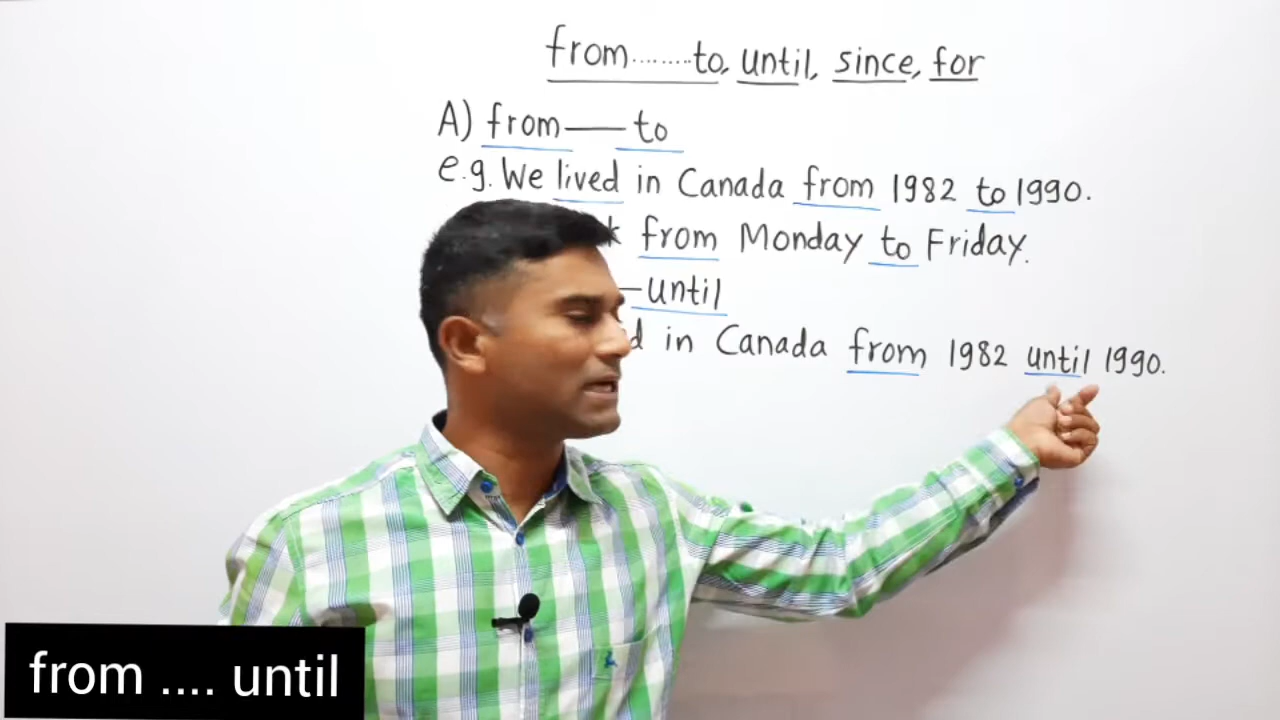 from........to, until, since, for
A) from——to
e.g. We lived in Canada from 1982 to 1990.
from Monday to Friday.
—until
in Canada from 1982 until 1990.
from .... until